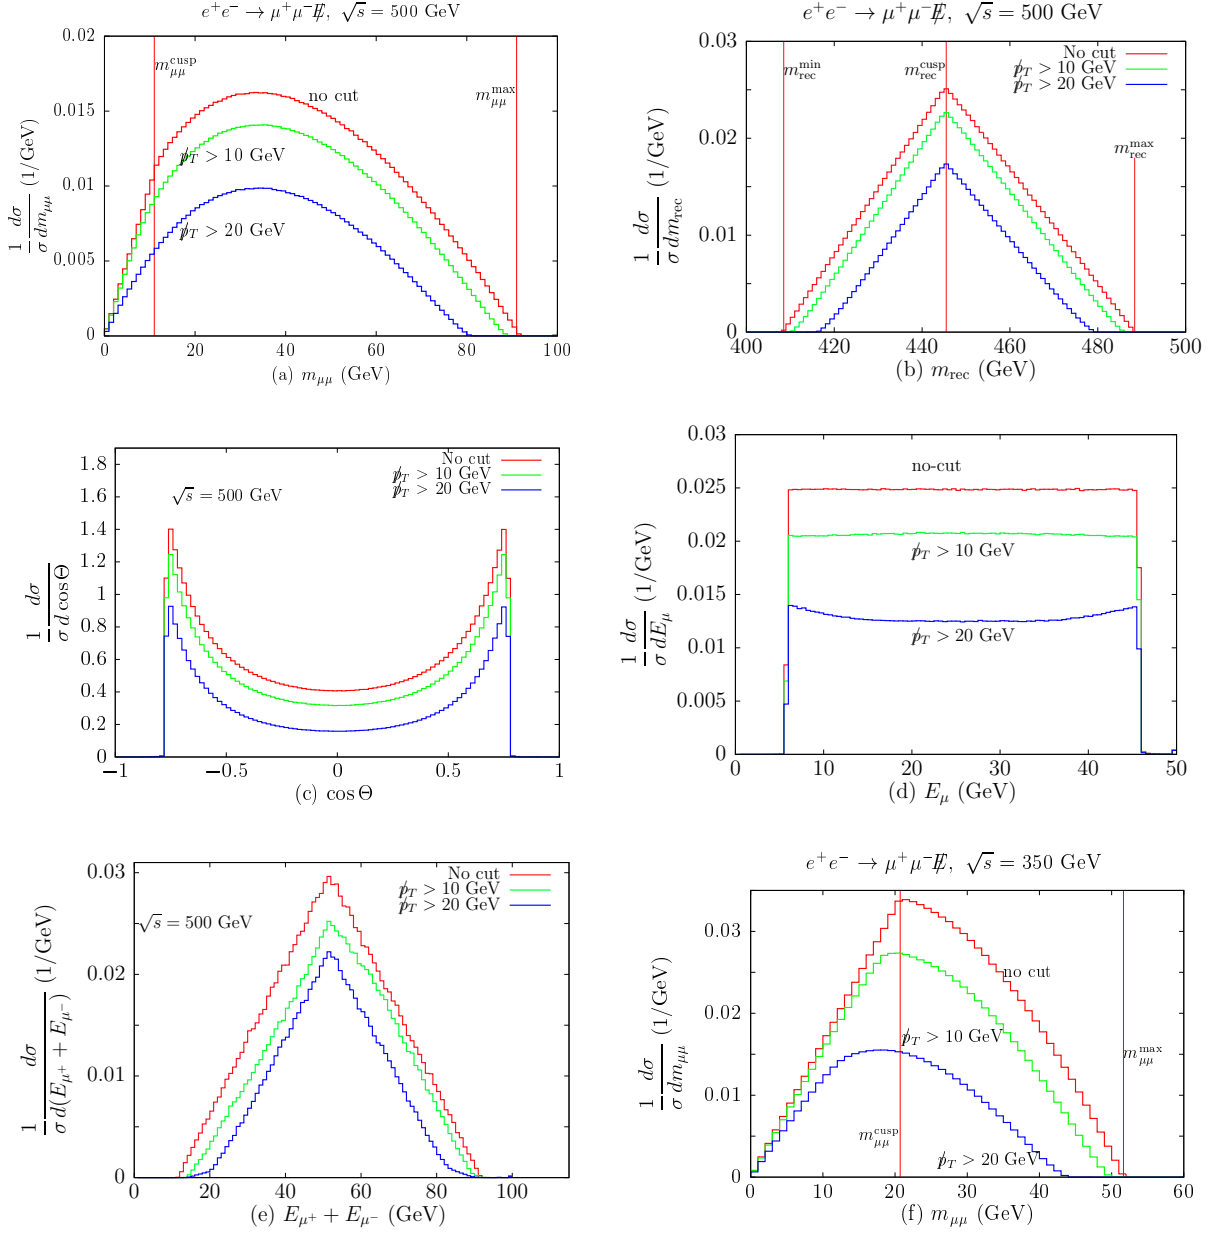 e⁺e⁻ → μ⁺μ⁻E̸, √s = 500 GeV
0.02
0.015
0.01
0.005
0
1/σ dσ/dm_μμ (1/GeV)
m_μμ^cusp
no cut
m_μμ^max
p̸_T > 10 GeV
p̸_T > 20 GeV
0 20 40 60 80 100
(a) m_μμ (GeV)
e⁺e⁻ → μ⁺μ⁻E̸, √s = 500 GeV
0.03
0.02
0.01
0
1/σ dσ/dm_rec (1/GeV)
No cut
p̸_T > 10 GeV
p̸_T > 20 GeV
m_rec^min
m_rec^cusp
m_rec^max
400 420 440 460 480 500
(b) m_rec (GeV)
1.8
1.6
1.4
1.2
1
0.8
0.6
0.4
0.2
0
1/σ dσ/d cos Θ
No cut
p̸_T > 10 GeV
p̸_T > 20 GeV
√s = 500 GeV
−1 −0.5 0 0.5 1
(c) cos Θ
0.03
0.025
0.02
0.015
0.01
0.005
0
1/σ dσ/dE_μ (1/GeV)
no-cut
p̸_T > 10 GeV
p̸_T > 20 GeV
0 10 20 30 40 50
(d) E_μ (GeV)
0.03
0.02
0.01
0
1/σ dσ/d(E_μ⁺ + E_μ⁻) (1/GeV)
No cut
p̸_T > 10 GeV
p̸_T > 20 GeV
√s = 500 GeV
0 20 40 60 80 100
(e) E_μ⁺ + E_μ⁻ (GeV)
e⁺e⁻ → μ⁺μ⁻E̸, √s = 350 GeV
0.03
0.02
0.01
0
1/σ dσ/dm_μμ (1/GeV)
no cut
p̸_T > 10 GeV
m_μμ^max
m_μμ^cusp
p̸_T > 20 GeV
0 10 20 30 40 50 60
(f) m_μμ (GeV)